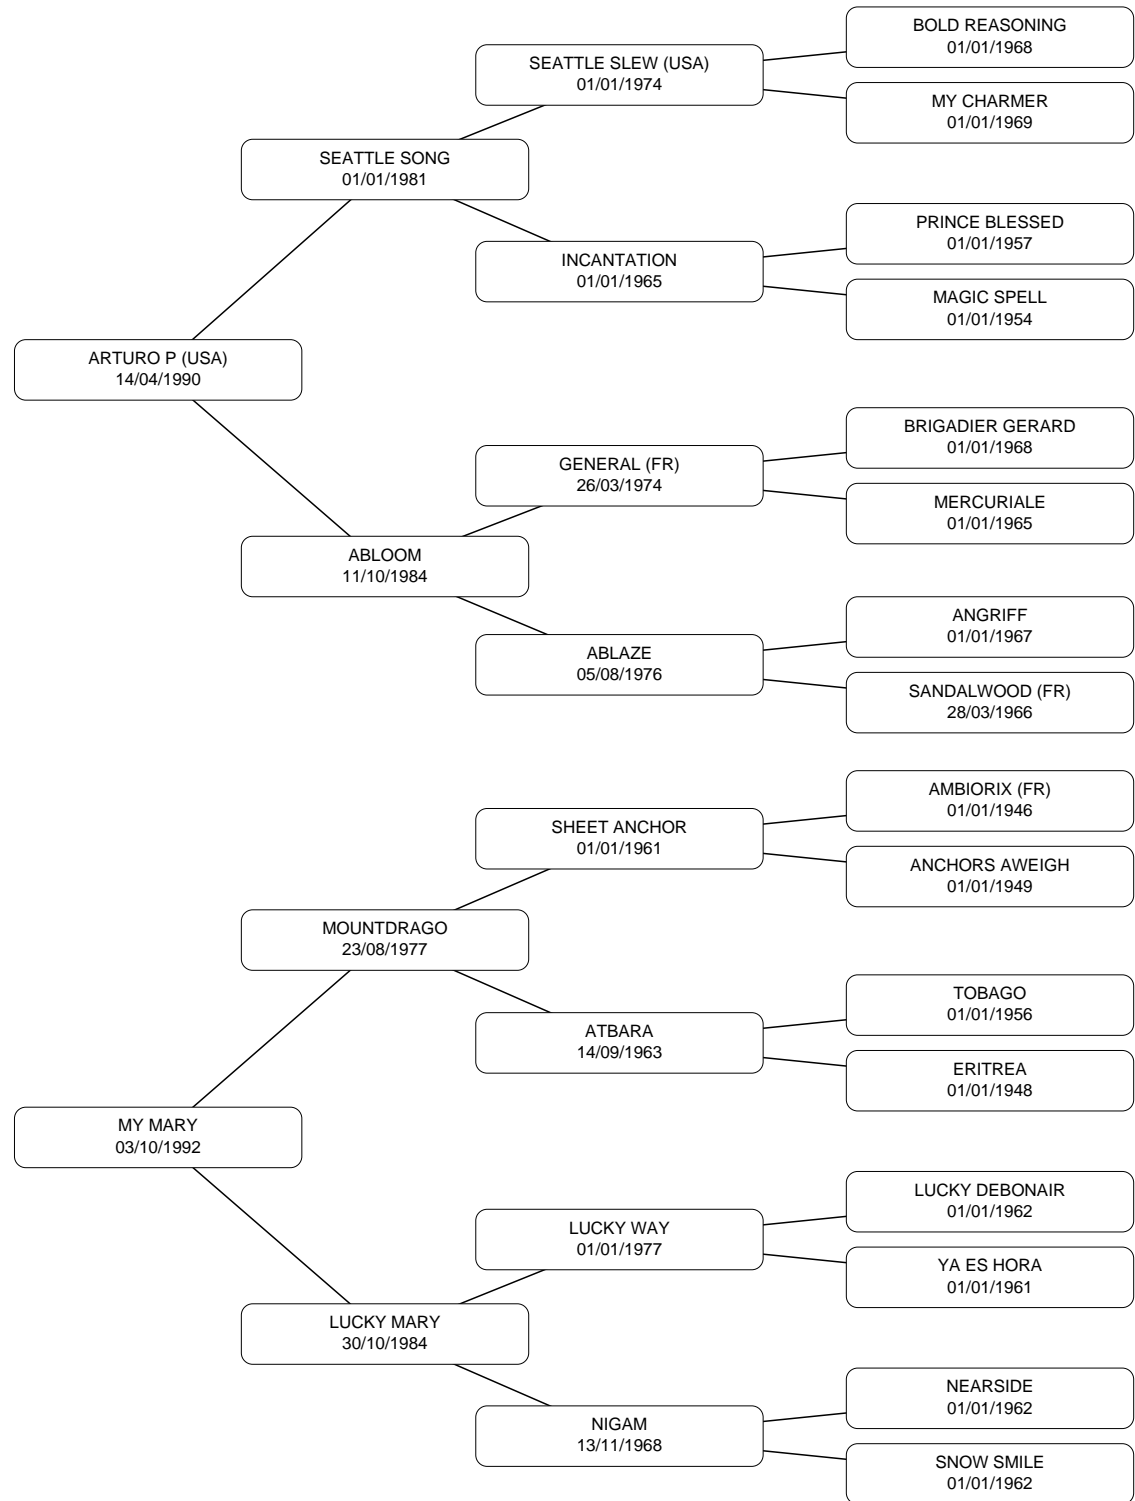 BOLD REASONING
01/01/1968
SEATTLE SLEW (USA)
01/01/1974
MY CHARMER
01/01/1969
SEATTLE SONG
01/01/1981
PRINCE BLESSED
01/01/1957
INCANTATION
01/01/1965
MAGIC SPELL
01/01/1954
ARTURO P (USA)
14/04/1990
BRIGADIER GERARD
01/01/1968
GENERAL (FR)
26/03/1974
MERCURIALE
01/01/1965
ABLOOM
11/10/1984
ANGRIFF
01/01/1967
ABLAZE
05/08/1976
SANDALWOOD (FR)
28/03/1966
AMBIORIX (FR)
01/01/1946
SHEET ANCHOR
01/01/1961
ANCHORS AWEIGH
01/01/1949
MOUNTDRAGO
23/08/1977
TOBAGO
01/01/1956
ATBARA
14/09/1963
ERITREA
01/01/1948
MY MARY
03/10/1992
LUCKY DEBONAIR
01/01/1962
LUCKY WAY
01/01/1977
YA ES HORA
01/01/1961
LUCKY MARY
30/10/1984
NEARSIDE
01/01/1962
NIGAM
13/11/1968
SNOW SMILE
01/01/1962